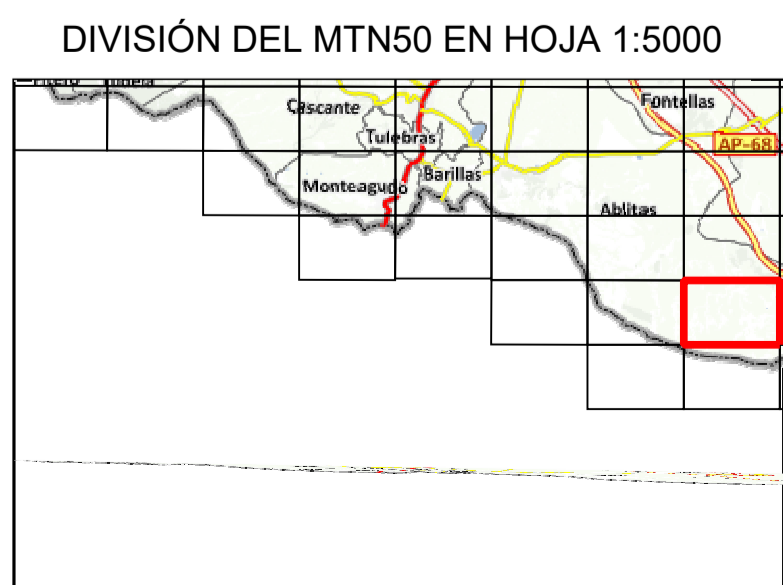 DIVISIÓN DEL MTN50 EN HOJA 1:5000
Cascante
Fontellas
Tulebras
AP-68
Barillas
Monteagudo
Ablitas